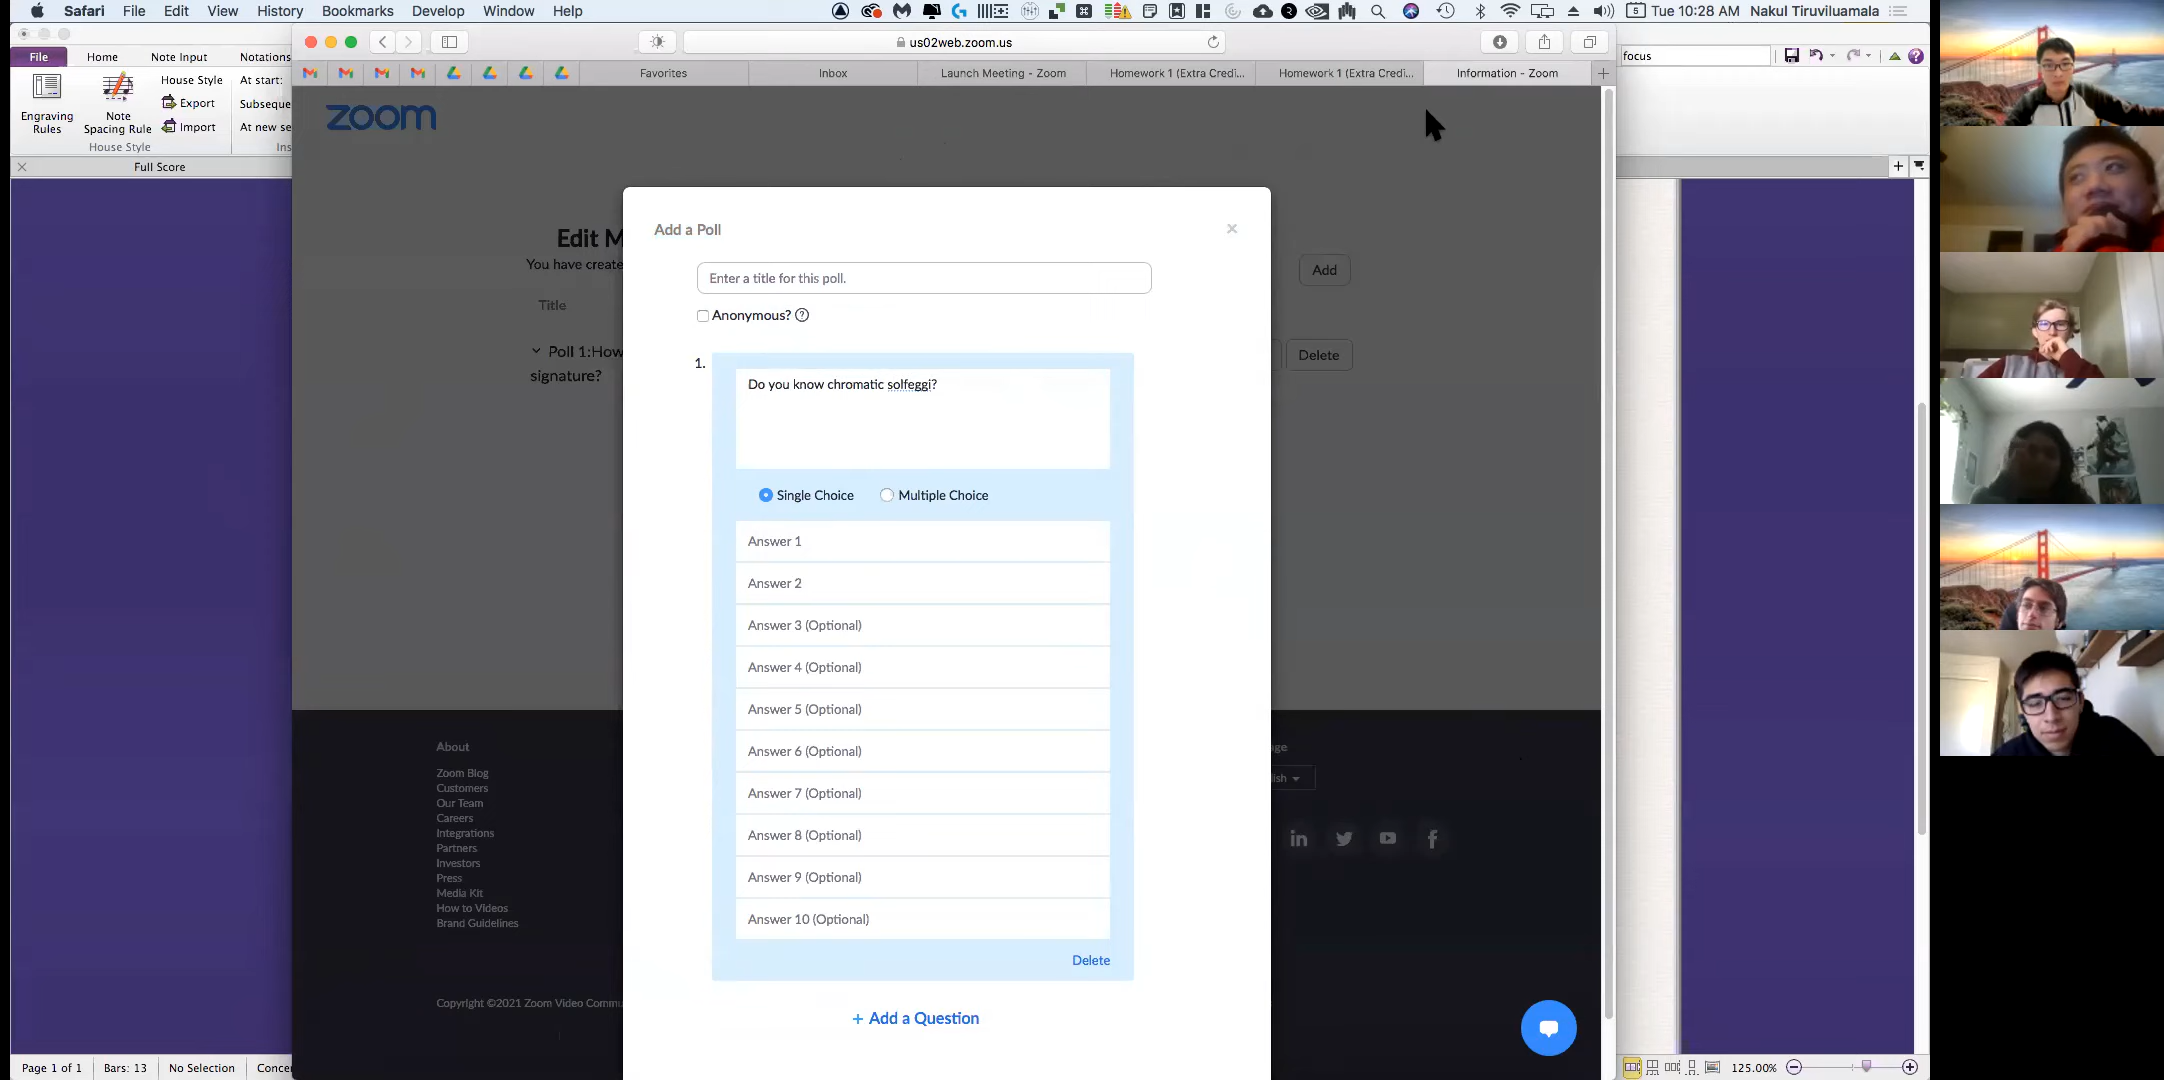 Safari File Edit View History Bookmarks Develop Window Help
5 Tue 10:28 AM Nakul Tiruviluamala
us02web.zoom.us
File Home Note Input Notations
focus
Favorites Inbox Launch Meeting - Zoom Homework 1 (Extra Credi... Homework 1 (Extra Credi... Information - Zoom
House Style At start:
Export Subseque
Engraving Rules
Note Spacing Rule
Import At new se
House Style Ins
Full Score
zoom
Edit M
You have create
Title
Poll 1:How
signature?
Add
Delete
Add a Poll
Enter a title for this poll.
Anonymous?
1.
Do you know chromatic solfeggi?
Single Choice Multiple Choice
Answer 1
Answer 2
Answer 3 (Optional)
Answer 4 (Optional)
Answer 5 (Optional)
Answer 6 (Optional)
Answer 7 (Optional)
Answer 8 (Optional)
Answer 9 (Optional)
Answer 10 (Optional)
Delete
+ Add a Question
About
Zoom Blog
Customers
Our Team
Careers
Integrations
Partners
Investors
Press
Media Kit
How to Videos
Brand Guidelines
age
lish
Copyright ©2021 Zoom Video Commu
Page 1 of 1 Bars: 13 No Selection Conce
125.00%